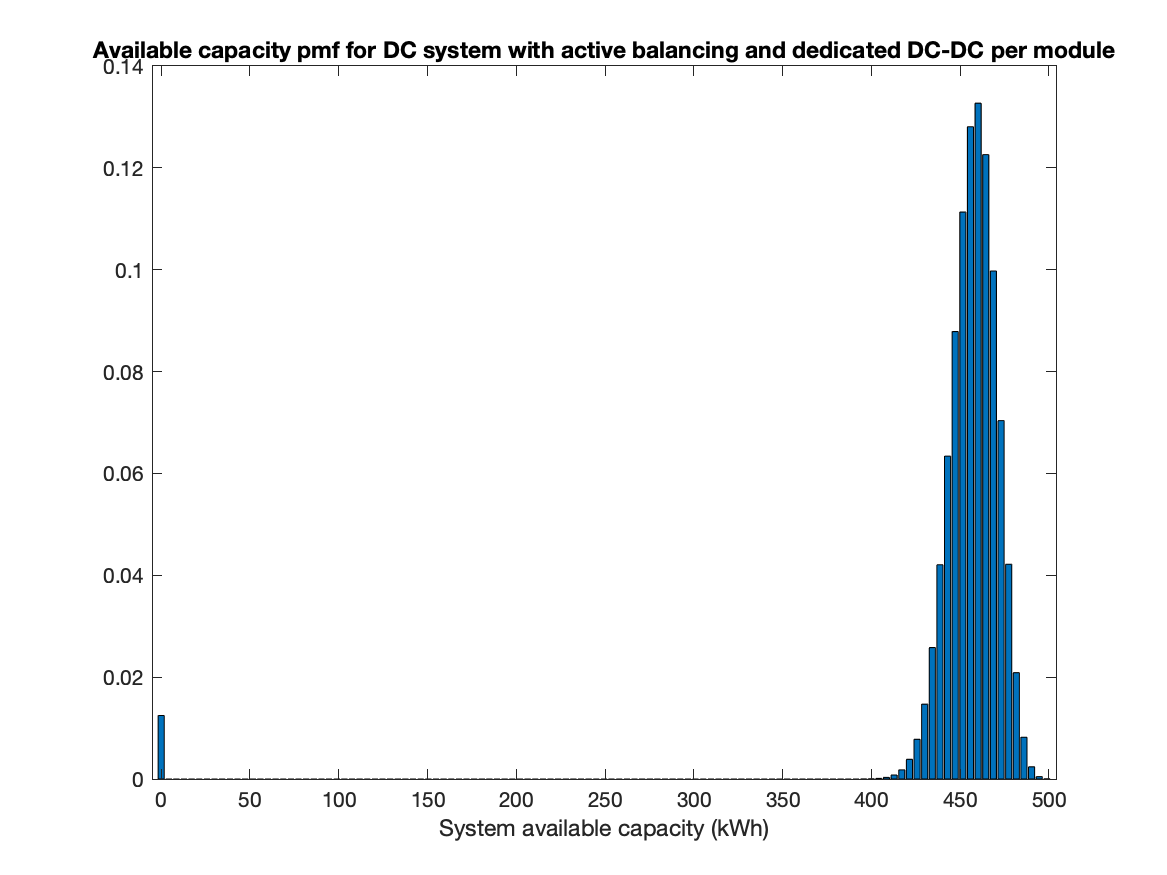 Available capacity pmf for DC system with active balancing and dedicated DC-DC per module
0.14
0.12
0.1
0.08
0.06
0.04
0.02
0
0 50 100 150 200 250 300 350 400 450 500
System available capacity (kWh)